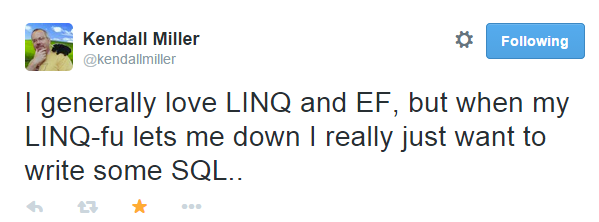 Kendall Miller
Following
@kendallmiller
I generally love LINQ and EF, but when my
LINQ-fu lets me down I really just want to
write some SQL..